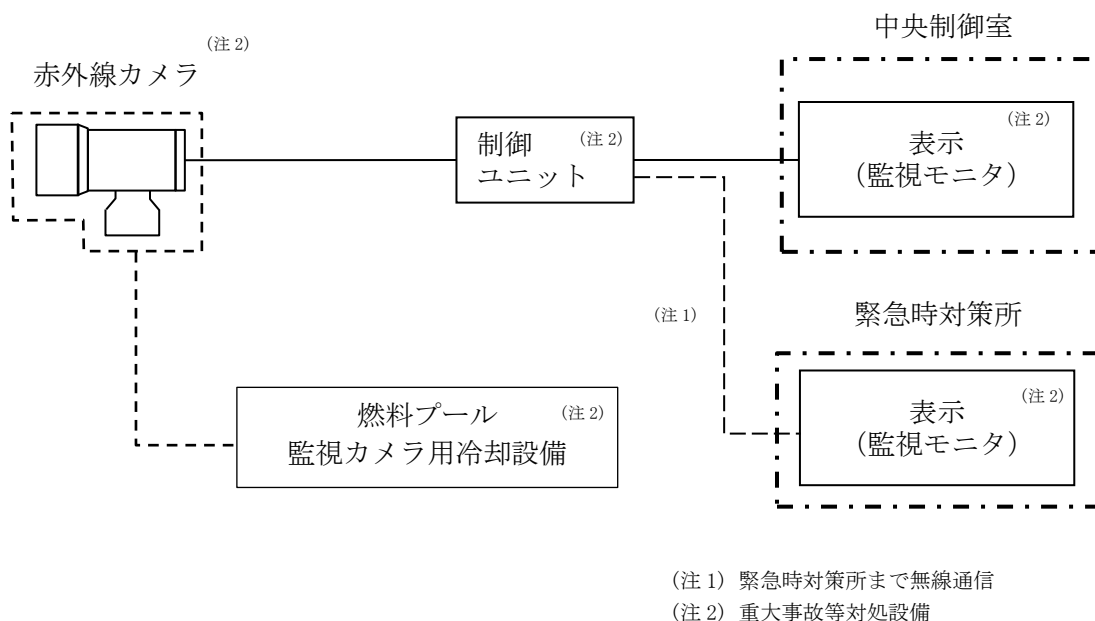 中央制御室
(注2)
赤外線カメラ
制御 (注2)
ユニット
(注2)
表示
(監視モニタ)
(注1)
緊急時対策所
燃料プール (注2)
監視カメラ用冷却設備
(注2)
表示
(監視モニタ)
(注1) 緊急時対策所まで無線通信
(注2) 重大事故等対処設備